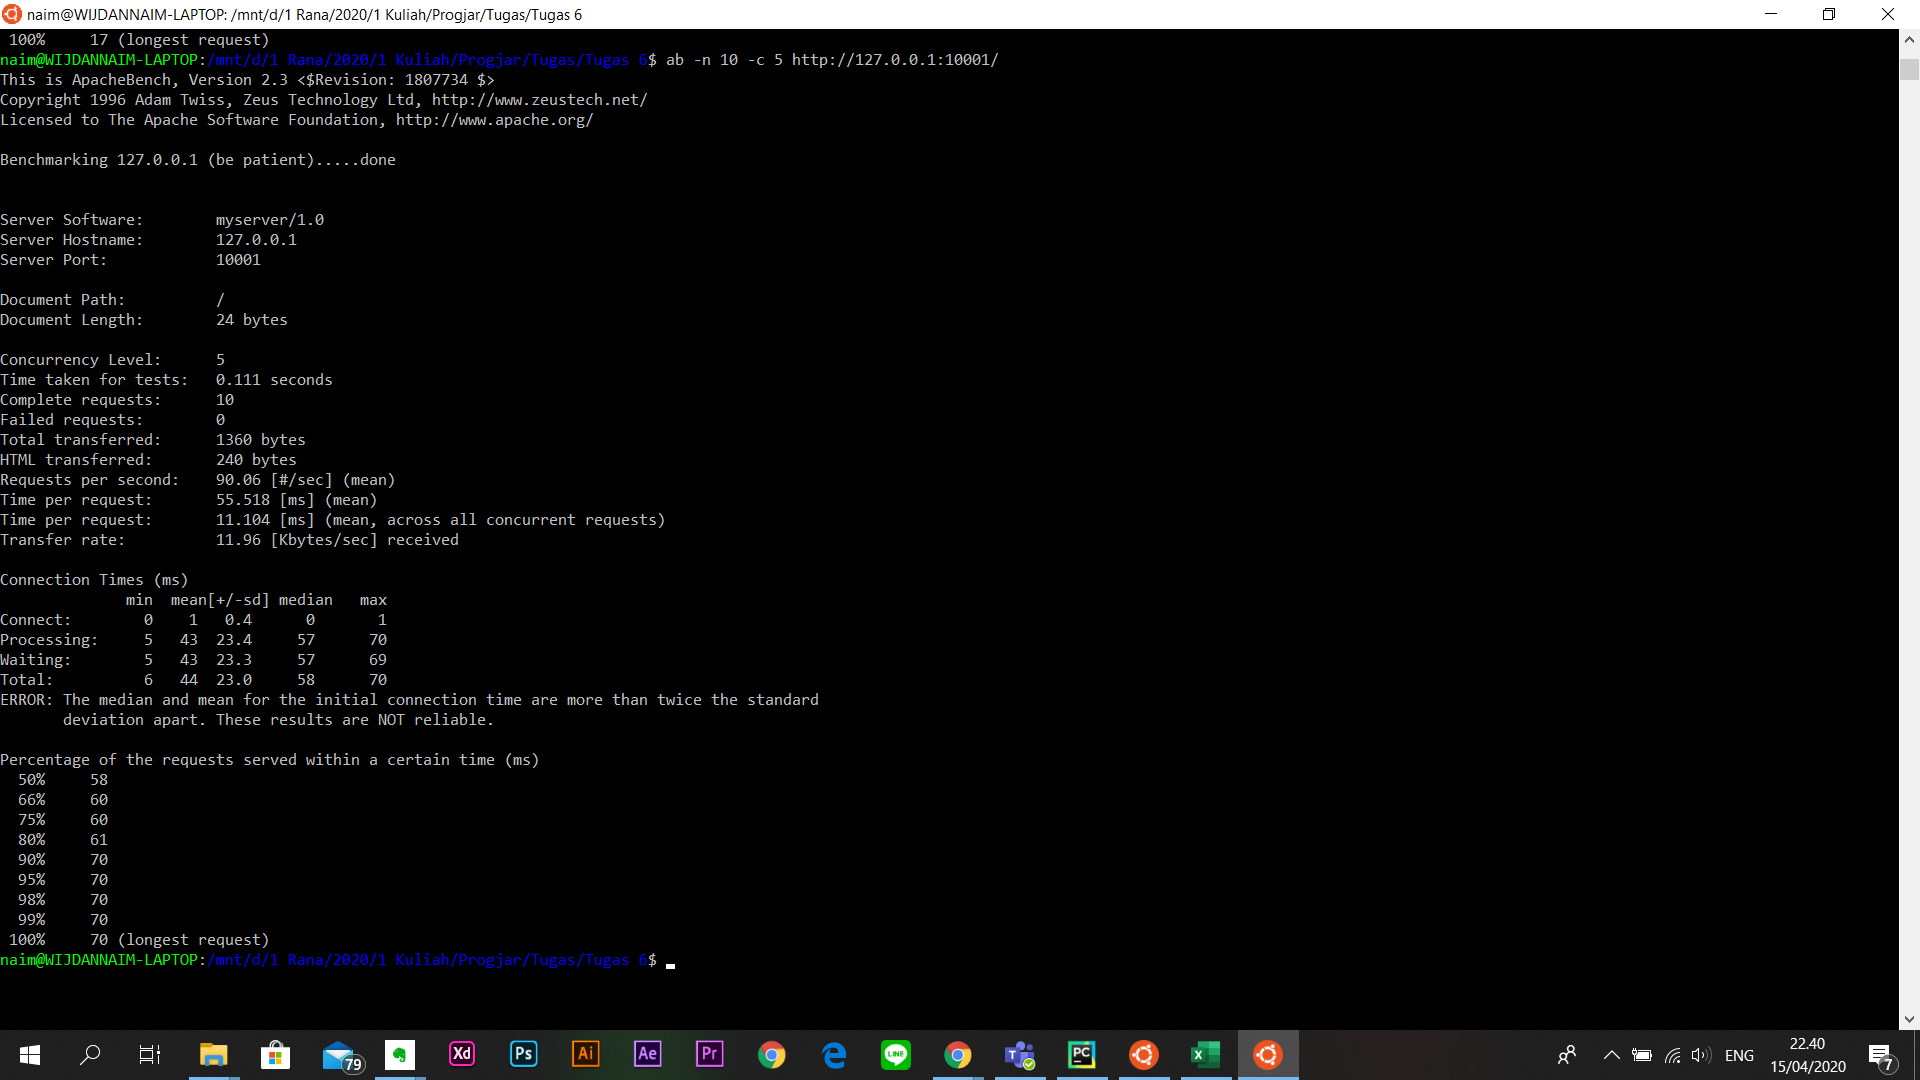 naim@WIJDANNAIM-LAPTOP: /mnt/d/1 Rana/2020/1 Kuliah/Progjar/Tugas/Tugas 6
100%     17 (longest request)
naim@WIJDANNAIM-LAPTOP:/mnt/d/1 Rana/2020/1 Kuliah/Progjar/Tugas/Tugas 6$ ab -n 10 -c 5 http://127.0.0.1:10001/
This is ApacheBench, Version 2.3 <$Revision: 1807734 $>
Copyright 1996 Adam Twiss, Zeus Technology Ltd, http://www.zeustech.net/
Licensed to The Apache Software Foundation, http://www.apache.org/
Benchmarking 127.0.0.1 (be patient).....done
Server Software:        myserver/1.0
Server Hostname:        127.0.0.1
Server Port:            10001
Document Path:          /
Document Length:        24 bytes
Concurrency Level:      5
Time taken for tests:   0.111 seconds
Complete requests:      10
Failed requests:        0
Total transferred:      1360 bytes
HTML transferred:       240 bytes
Requests per second:    90.06 [#/sec] (mean)
Time per request:       55.518 [ms] (mean)
Time per request:       11.104 [ms] (mean, across all concurrent requests)
Transfer rate:          11.96 [Kbytes/sec] received
Connection Times (ms)
              min  mean[+/-sd] median   max
Connect:        0    1   0.4      0       1
Processing:     5   43  23.4     57      70
Waiting:        5   43  23.3     57      69
Total:          6   44  23.0     58      70
ERROR: The median and mean for the initial connection time are more than twice the standard
       deviation apart. These results are NOT reliable.
Percentage of the requests served within a certain time (ms)
  50%     58
  66%     60
  75%     60
  80%     61
  90%     70
  95%     70
  98%     70
  99%     70
 100%     70 (longest request)
naim@WIJDANNAIM-LAPTOP:/mnt/d/1 Rana/2020/1 Kuliah/Progjar/Tugas/Tugas 6$
79
Xd
Ps
Ai
Ae
Pr
LINE
PC
ENG
22.40
15/04/2020
7